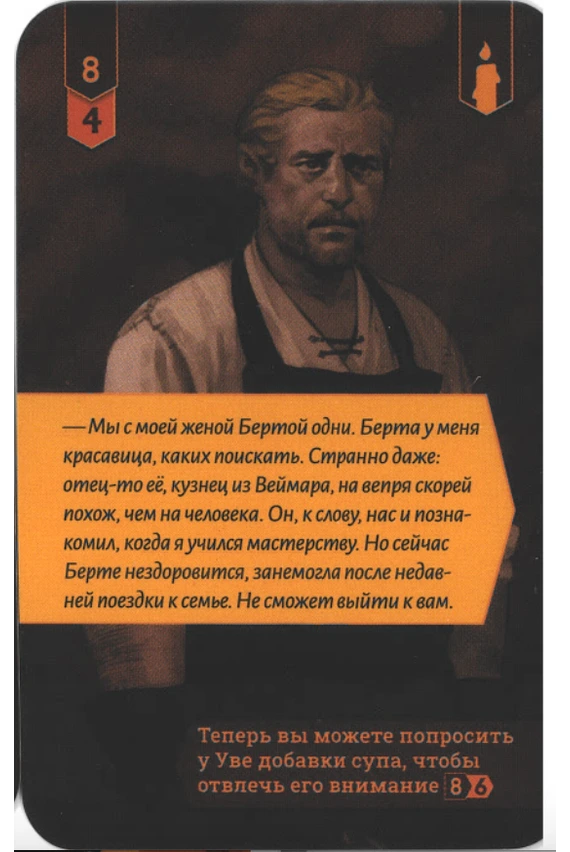 8
4
— Мы с моей женой Бертой одни. Берта у меня
красавица, каких поискать. Странно даже:
отец-то её, кузнец из Веймара, на вепря скорей
похож, чем на человека. Он, к слову, нас и позна-
комил, когда я учился мастерству. Но сейчас
Берте нездоровится, занемогла после недав-
ней поездки к семье. Не сможет выйти к вам.
Теперь вы можете попросить
у Уве добавки супа, чтобы
отвлечь его внимание 8 6